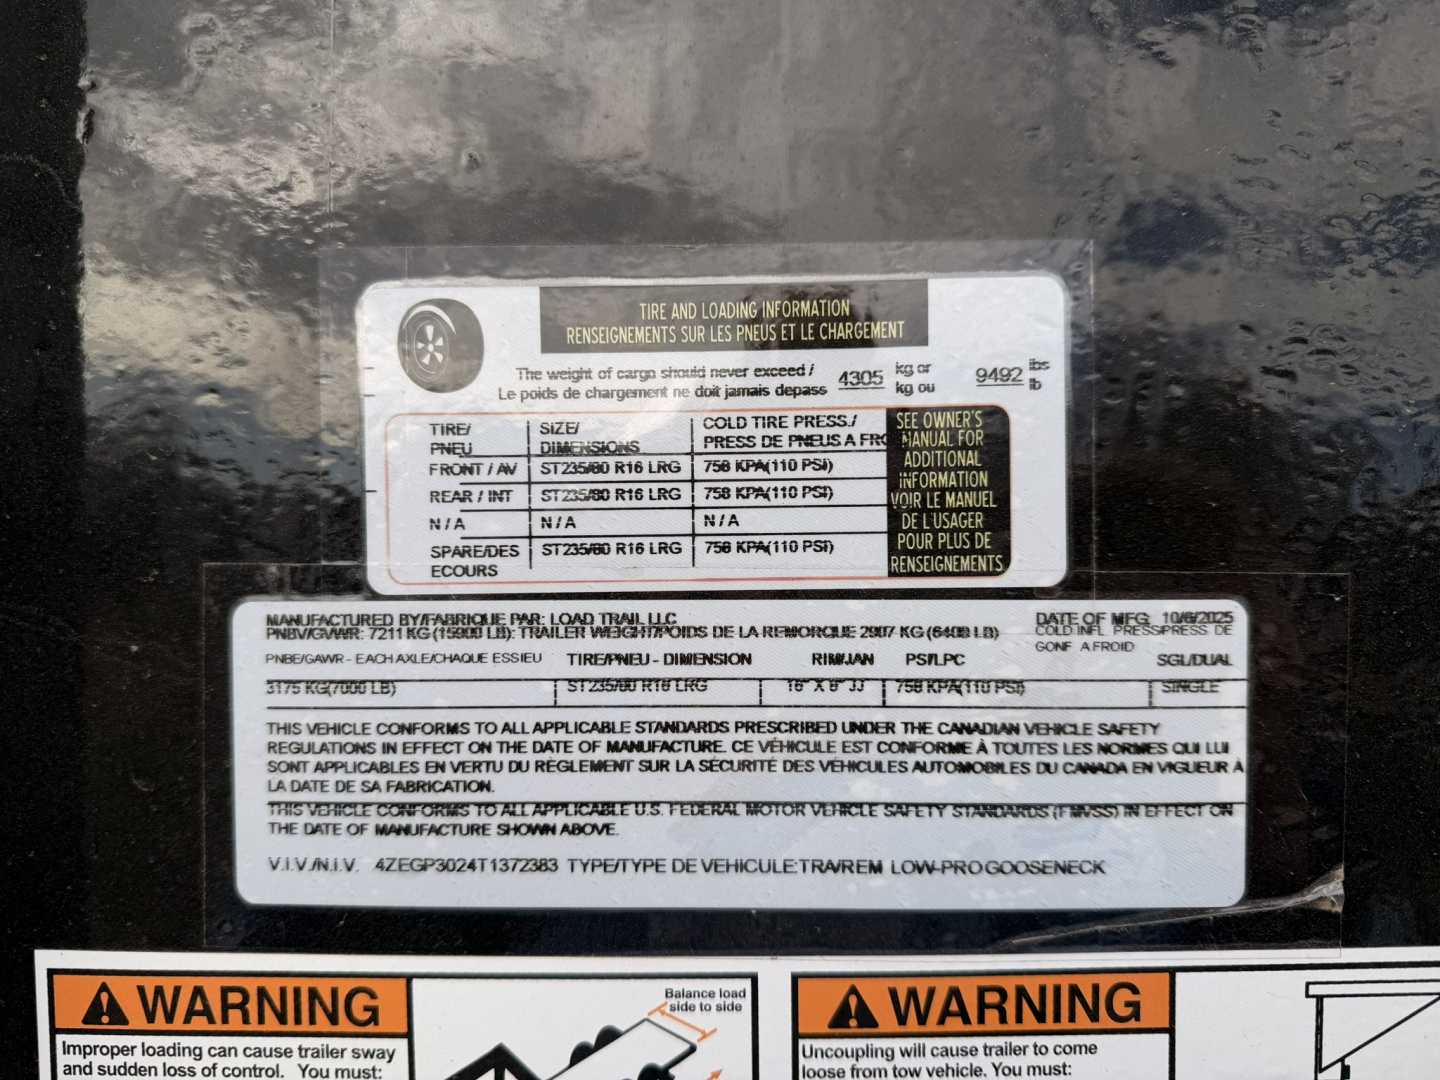 TIRE AND LOADING INFORMATION
RENSEIGNEMENTS SUR LES PNEUS ET LE CHARGEMENT
The weight of cargo should never exceed / 4305 kg or 9492 lbs
Le poids de chargement ne doit jamais depass kg ou lb
TIRE/ SIZE/ COLD TIRE PRESS./
PNEU DIMENSIONS PRESS DE PNEUS A FRO
FRONT / AV ST235/80 R16 LRG 758 KPA(110 PSI)
REAR / INT ST235/80 R16 LRG 758 KPA(110 PSI)
N / A N / A N / A
SPARE/DES ST235/80 R16 LRG 758 KPA(110 PSI)
ECOURS
SEE OWNER'S
MANUAL FOR
ADDITIONAL
INFORMATION
VOIR LE MANUEL
DE L'USAGER
POUR PLUS DE
RENSEIGNEMENTS
MANUFACTURED BY/FABRIQUE PAR: LOAD TRAIL LLC DATE OF MFG: 10/6/2025
PNBV/GVWR: 7211 KG (15900 LB): TRAILER WEIGHT/POIDS DE LA REMORQUE 2907 KG (6408 LB) COLD INFL. PRESS/PRESS. DE
GONF. A FROID
PNBE/GAWR - EACH AXLE/CHAQUE ESSIEU TIRE/PNEU - DIMENSION RIM/JAN PSI/LPC SGL/DUAL
3175 KG(7000 LB) ST235/80 R16 LRG 16" X JJ 758 KPA(110 PSI) SINGLE
THIS VEHICLE CONFORMS TO ALL APPLICABLE STANDARDS PRESCRIBED UNDER THE CANADIAN VEHICLE SAFETY
REGULATIONS IN EFFECT ON THE DATE OF MANUFACTURE. CE VÉHICULE EST CONFORME À TOUTES LES NORMES QUI LUI
SONT APPLICABLES EN VERTU DU RÈGLEMENT SUR LA SÉCURITÉ DES VÉHICULES AUTOMOBILES DU CANADA EN VIGUEUR À
LA DATE DE SA FABRICATION.
THIS VEHICLE CONFORMS TO ALL APPLICABLE U.S. FEDERAL MOTOR VEHICLE SAFETY STANDARDS (FMVSS) IN EFFECT ON
THE DATE OF MANUFACTURE SHOWN ABOVE.
V.I.V./N.I.V. 4ZEGP3024T1372383 TYPE/TYPE DE VEHICULE:TRA/REM LOW-PRO GOOSENECK
WARNING
Improper loading can cause trailer sway
and sudden loss of control. You must:
Balance load
side to side
WARNING
Uncoupling will cause trailer to come
loose from tow vehicle. You must: